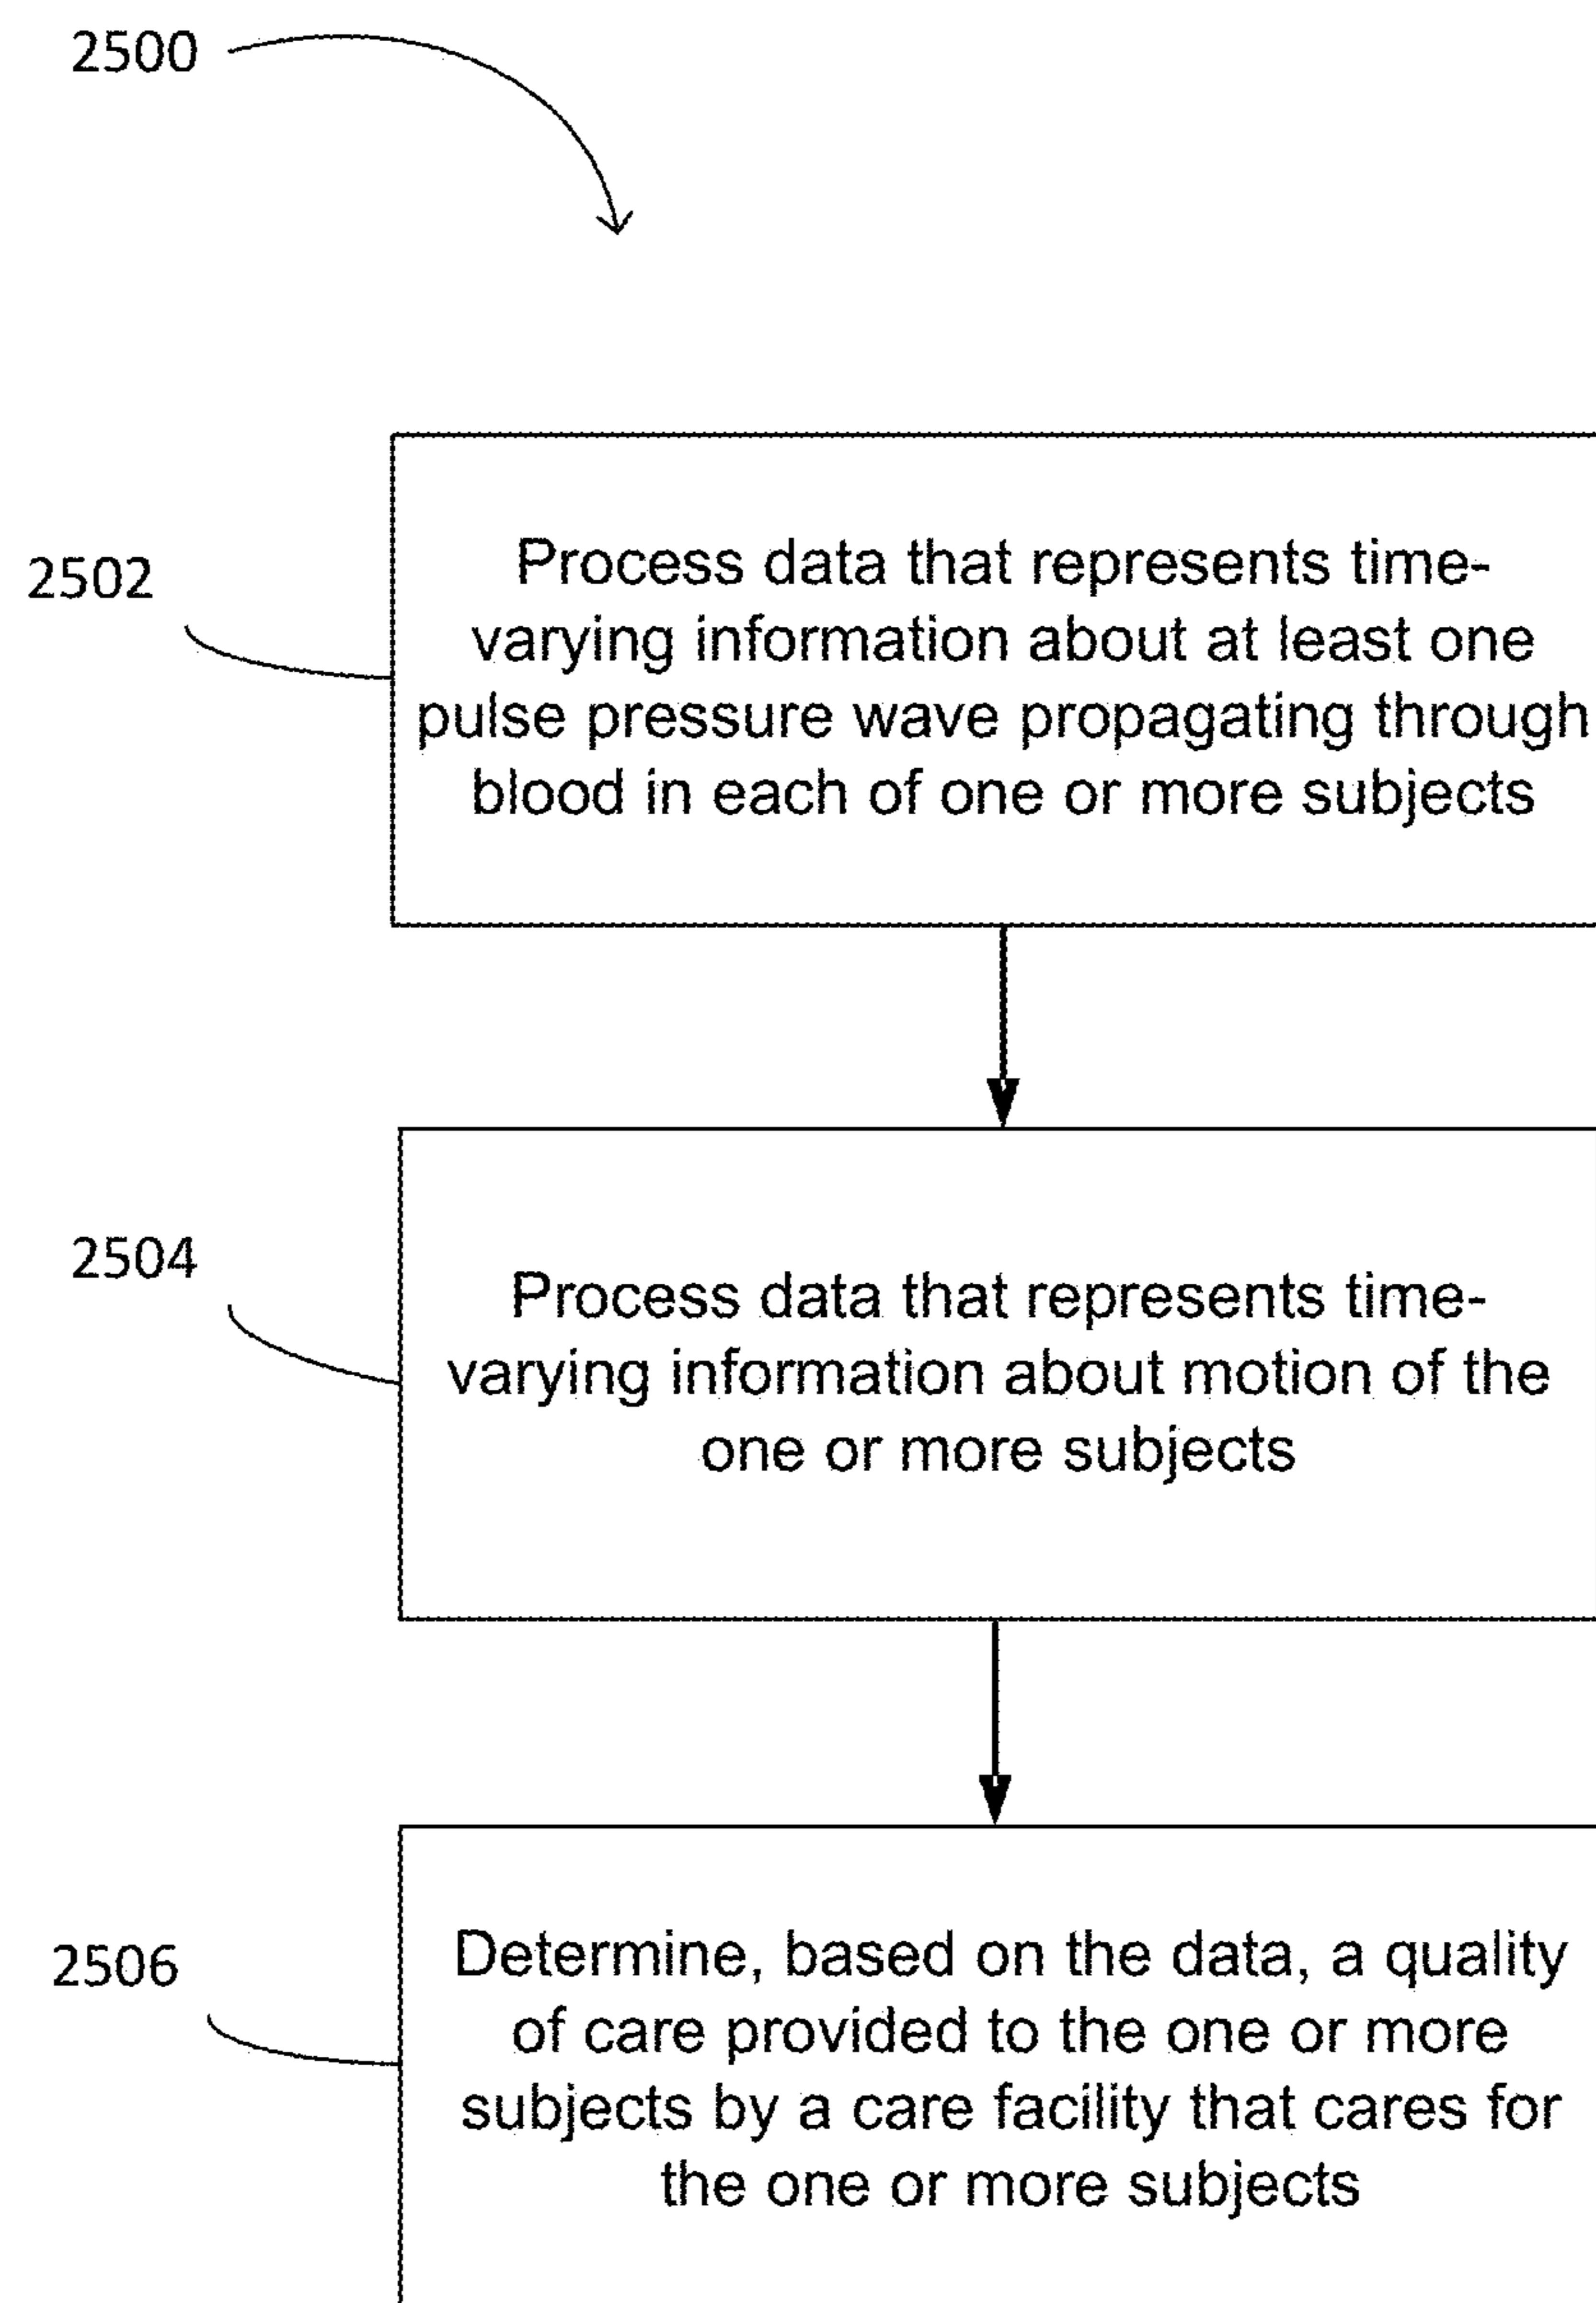 2500
2502
Process data that represents time-
varying information about at least one
pulse pressure wave propagating through
blood in each of one or more subjects
2504
Process data that represents time-
varying information about motion of the
one or more subjects
2506
Determine, based on the data, a quality
of care provided to the one or more
subjects by a care facility that cares for
the one or more subjects